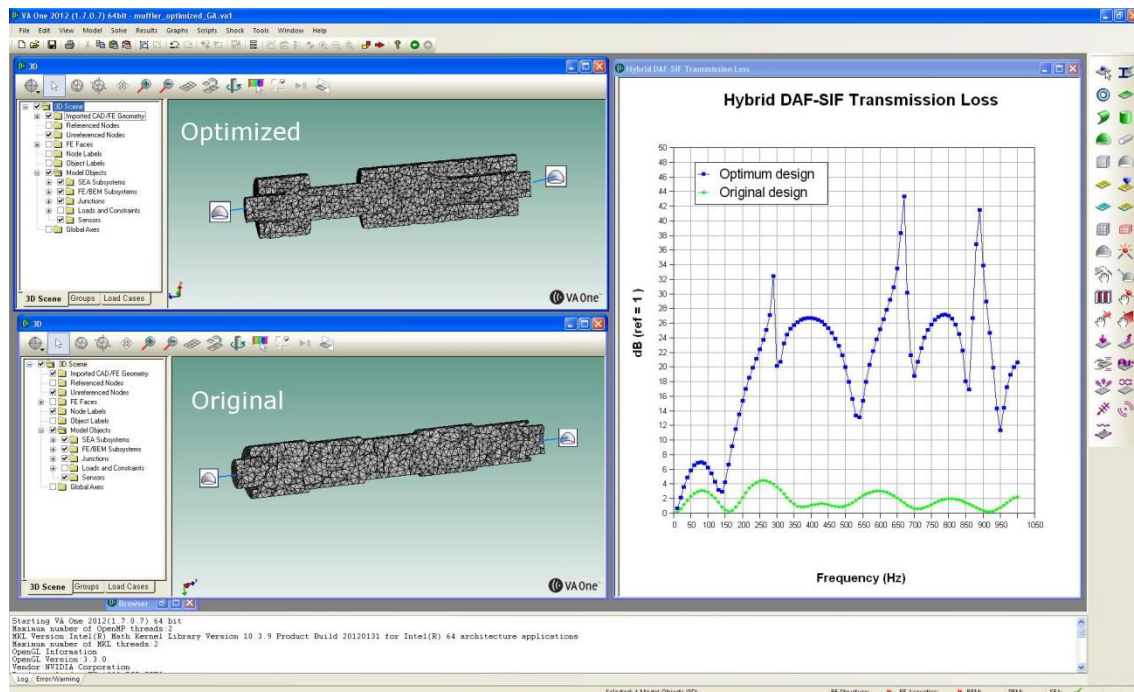 VA One 2012 (1.7.0.7) 64bit - muffler_optimized_GA.va1
File Edit View Model Solve Results Graphs Scripts Shock Tools Window Help
3D
3D Scene
Imported CAD/FE Geometry
Referenced Nodes
Unreferenced Nodes
FE Faces
Node Labels
Object Labels
Model Objects
SEA Subsystems
FE/BEM Subsystems
Junctions
Loads and Constraints
Sensors
Global Axes
3D Scene Groups Load Cases
Optimized
VA One
3D
3D Scene
Imported CAD/FE Geometry
Referenced Nodes
Unreferenced Nodes
FE Faces
Node Labels
Object Labels
Model Objects
SEA Subsystems
FE/BEM Subsystems
Junctions
Loads and Constraints
Sensors
Global Axes
3D Scene Groups Load Cases
Original
VA One
Hybrid DAF-SIF Transmission Loss
Hybrid DAF-SIF Transmission Loss
Optimum design
Original design
dB (ref = 1 )
50
48
46
44
42
40
38
36
34
32
30
28
26
24
22
20
18
16
14
12
10
8
6
4
2
0
0 50 100 150 200 250 300 350 400 450 500 550 600 650 700 750 800 850 900 950 1050
Frequency (Hz)
Browser
Starting VA One 2012(1.7.0.7) 64 bit
Maximum number of OpenMP threads:2
MKL Version:Intel(R) Math Kernel Library Version 10.3.9 Product Build 20120131 for Intel(R) 64 architecture applications
Maximum number of MKL threads:2
OpenGL Information
OpenGL Version:3.3.0
Vendor:NVIDIA Corporation
Log Error/Warning